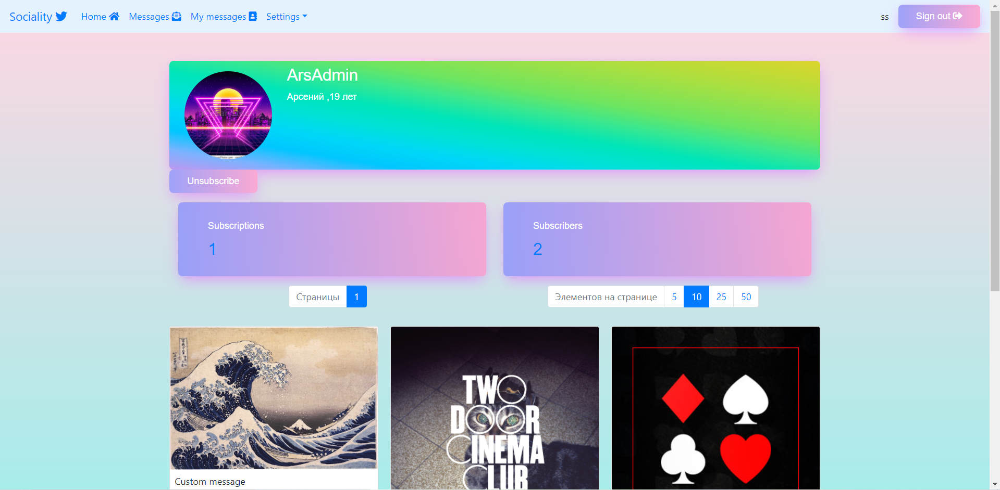 Sociality Home Messages My messages Settings ss Sign out
ArsAdmin
Арсений ,19 лет
Unsubscribe
Subscriptions
1
Subscribers
2
Страницы 1
Элементов на странице 5 10 25 50
Custom message
TWO
DOOR
CINEMA
CLUB